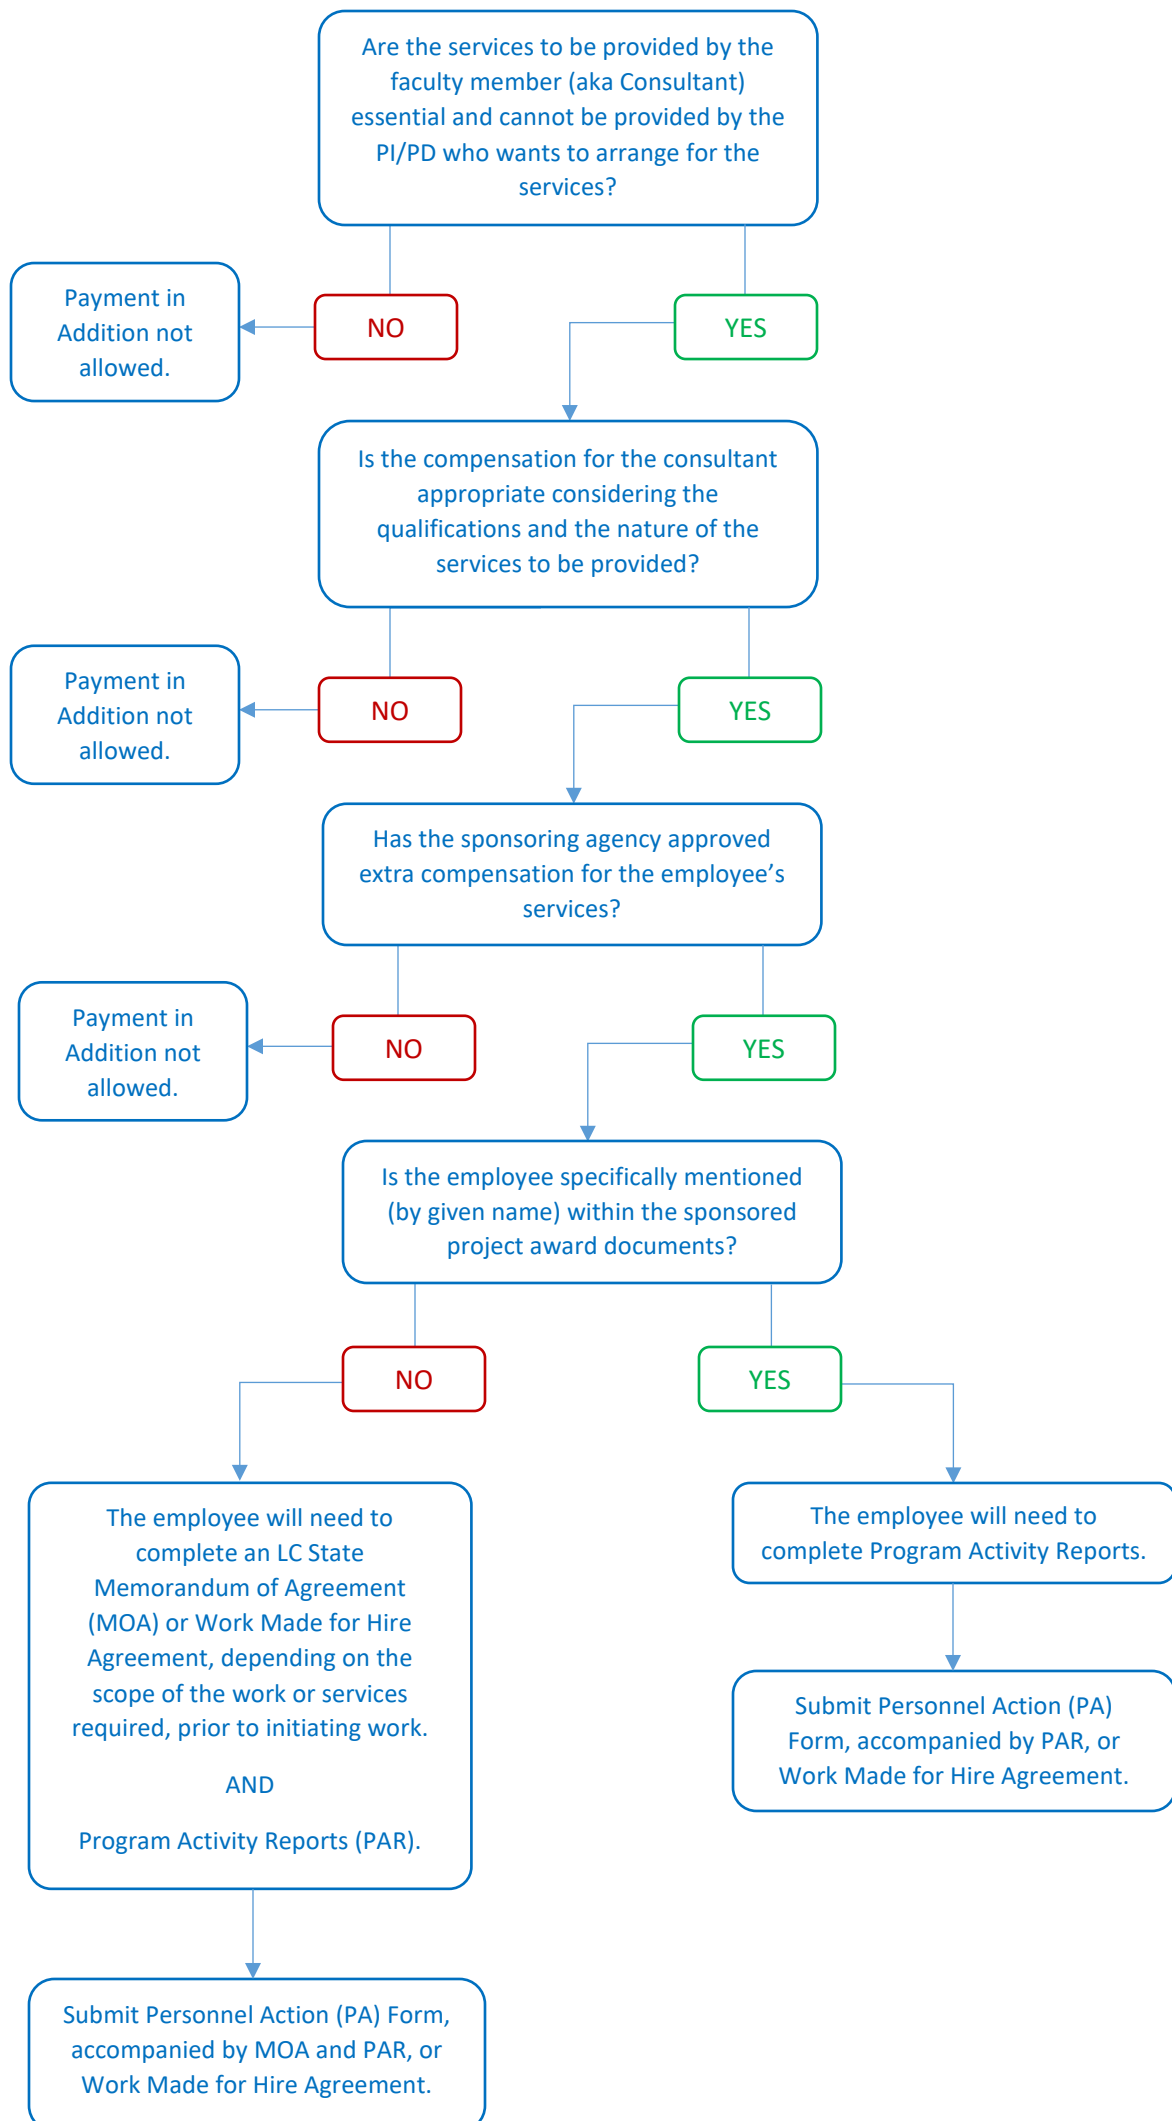 Are the services to be provided by the
faculty member (aka Consultant)
essential and cannot be provided by the
PI/PD who wants to arrange for the
services?
Payment in
Addition not
allowed.
NO
YES
Is the compensation for the consultant
appropriate considering the
qualifications and the nature of the
services to be provided?
Payment in
Addition not
allowed.
NO
YES
Has the sponsoring agency approved
extra compensation for the employee’s
services?
Payment in
Addition not
allowed.
NO
YES
Is the employee specifically mentioned
(by given name) within the sponsored
project award documents?
NO
YES
The employee will need to
complete an LC State
Memorandum of Agreement
(MOA) or Work Made for Hire
Agreement, depending on the
scope of the work or services
required, prior to initiating work.
AND
Program Activity Reports (PAR).
The employee will need to
complete Program Activity Reports.
Submit Personnel Action (PA)
Form, accompanied by PAR, or
Work Made for Hire Agreement.
Submit Personnel Action (PA) Form,
accompanied by MOA and PAR, or
Work Made for Hire Agreement.